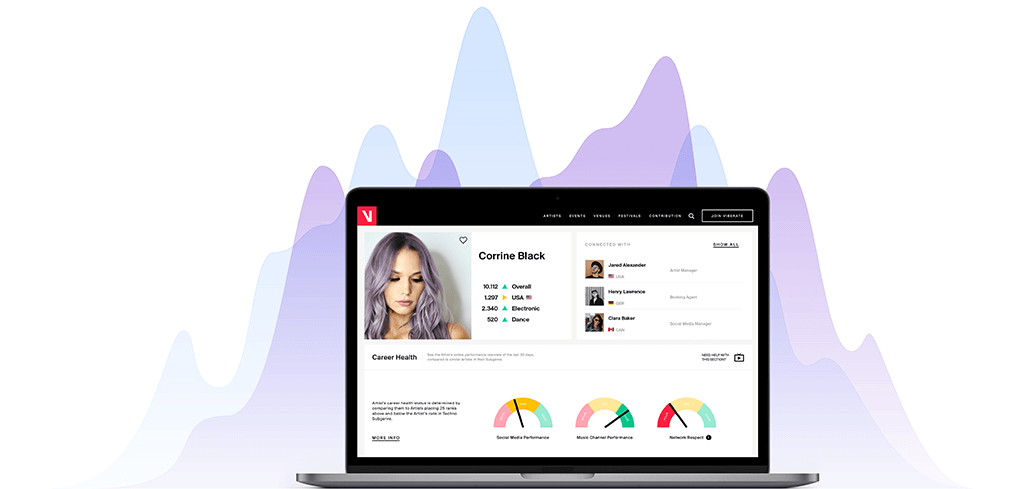 V
ARTISTS EVENTS VENUES FESTIVALS CONTRIBUTION JOIN VIBERATE
Corrine Black
10.112 Overall
1.297 USA
2.340 Electronic
520 Dance
CONNECTED WITH SHOW ALL
Jared Alexander
USA
Artist Manager
Henry Lawrence
GER
Booking Agent
Clara Baker
CAN
Social Media Manager
Career Health
See the Artist's online performance overview of the last 30 days,
compared to similar artists in their Subgenre.
NEED HELP WITH
THIS SECTION?
Artist's career health status is determined by
comparing them to Artists placing 25 ranks
above and below the Artist's rank in Techno
Subgenre.
MORE INFO
Social Media Performance
Music Channel Performance
Network Respect